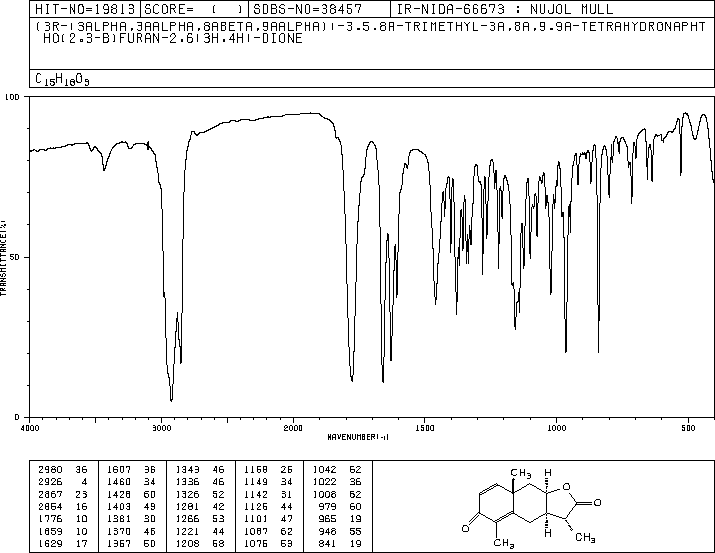 HIT-NO=19813 SCORE= ( ) SDBS-NO=38457 IR-NIDA-66673 : NUJOL MULL
(3R-(3ALPHA,3AALPHA,8ABETA,9AALPHA))-3,5,8A-TRIMETHYL-3A,8A,9,9A-TETRAHYDRONAPHT
HO(2,3-B)FURAN-2,6(3H,4H)-DIONE
C15H18O3
100
50
0
TRANSMITTANCE(%)
4000 3000 2000 1500 1000 500
WAVENUMBER(-1)
2980 36 1607 36 1343 46 1168 26 1042 62
2926 4 1460 34 1336 46 1149 34 1022 36
2867 23 1428 60 1326 52 1142 31 1008 62
2854 16 1403 49 1281 42 1126 44 979 60
1776 10 1381 30 1266 53 1101 47 965 19
1659 10 1370 46 1221 44 1087 62 948 55
1629 17 1367 50 1208 58 1076 53 841 19
CH3 H
O
O
O
CH3 H CH3